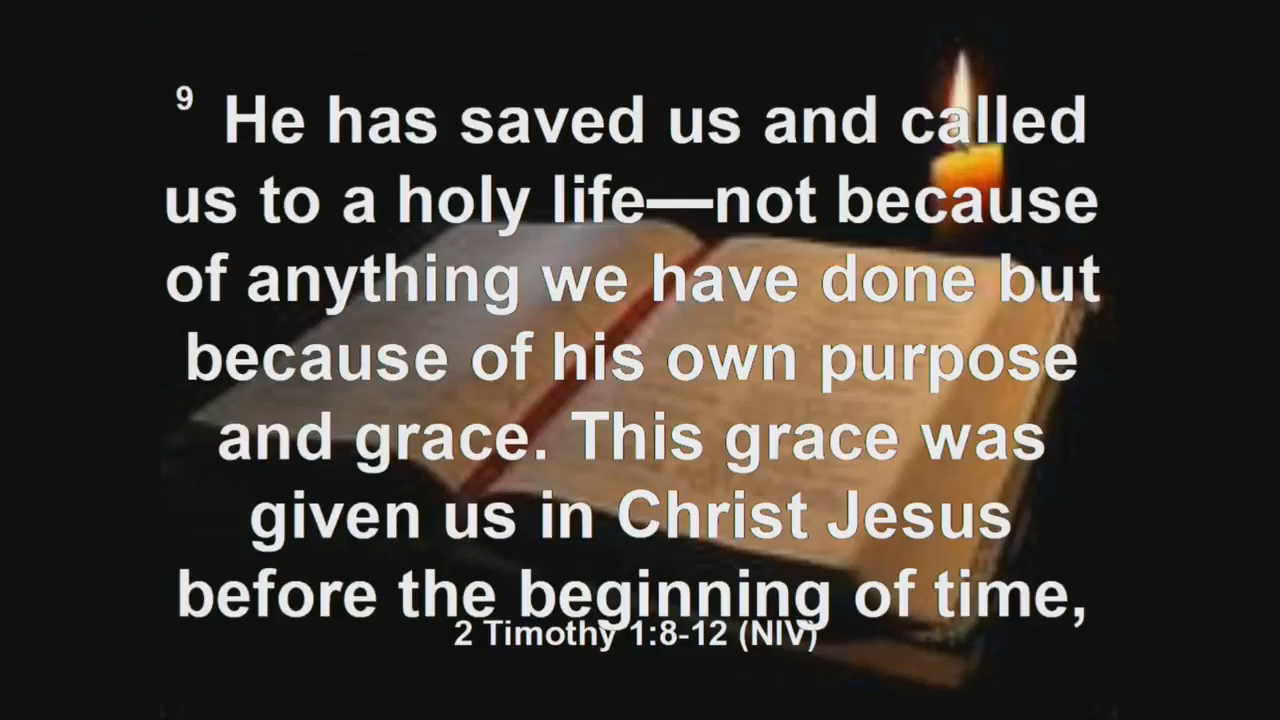 9 He has saved us and called
us to a holy life—not because
of anything we have done but
because of his own purpose
and grace. This grace was
given us in Christ Jesus
before the beginning of time,
2 Timothy 1:8-12 (NIV)